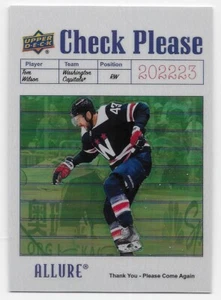 UPPER DECK
Check Please
Player Team Position
Tom Wilson Washington Capitals® RW
202223
43
ALLURE®
Thank You - Please Come Again